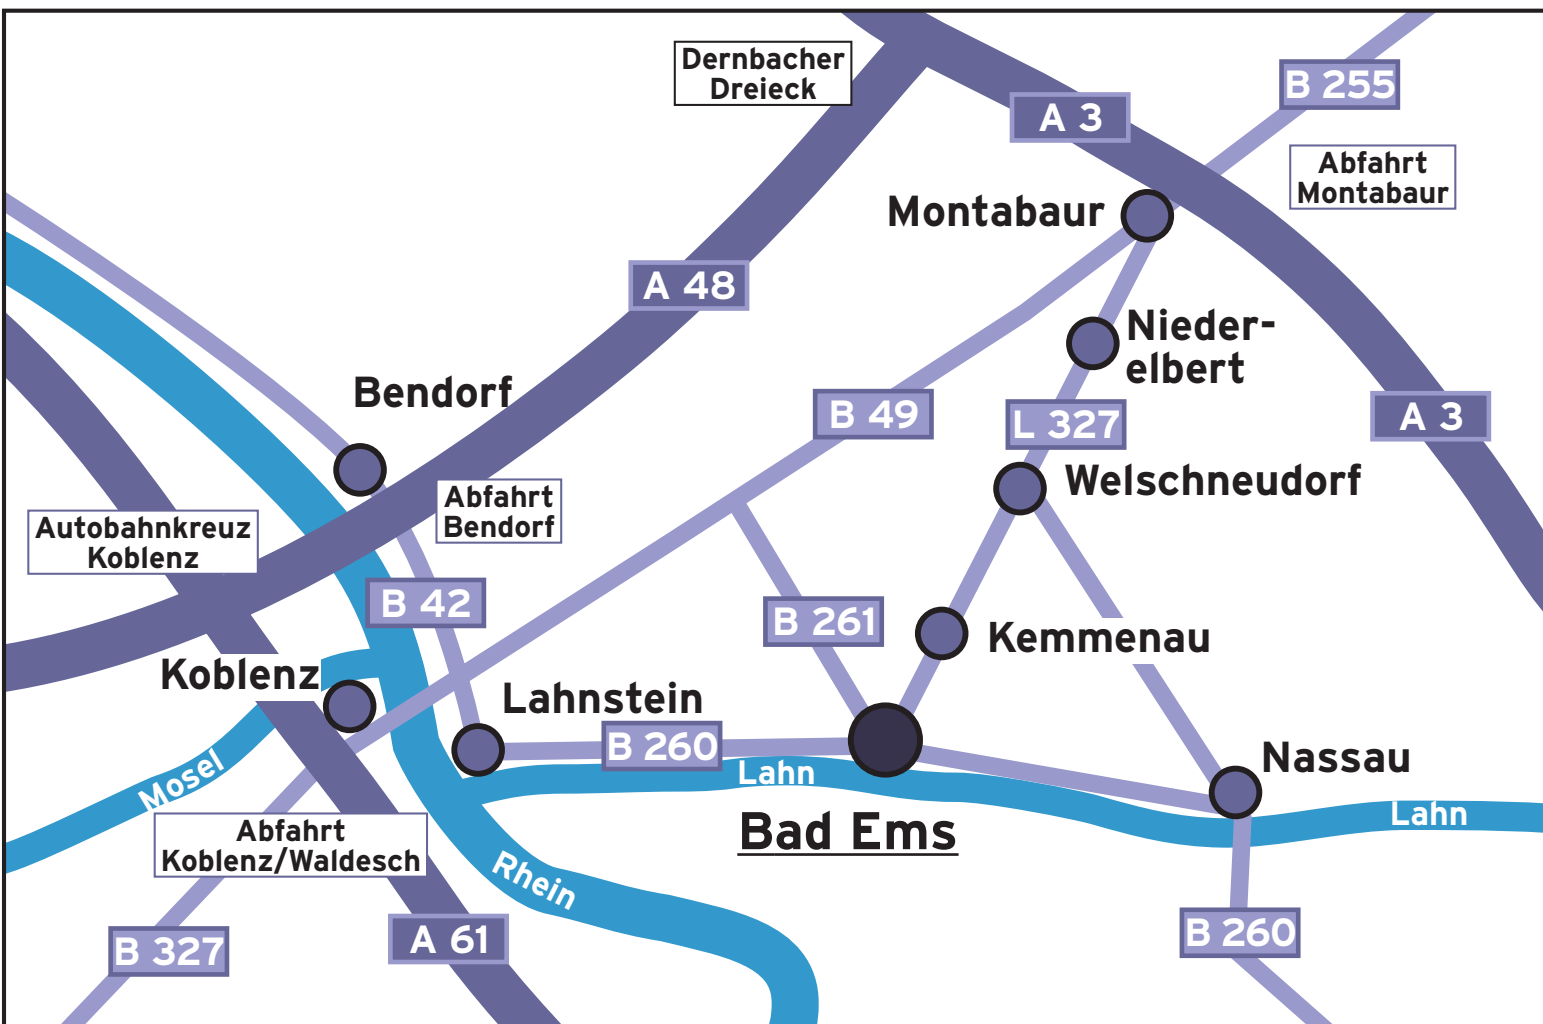 Dernbacher
Dreieck
B 255
A 3
Abfahrt
Montabaur
Montabaur
A 48
Nieder-
elbert
Bendorf
B 49
L 327
A 3
Welschneudorf
Abfahrt
Bendorf
Autobahnkreuz
Koblenz
B 42
B 261
Kemmenau
Koblenz
Lahnstein
B 260
Lahn
Nassau
Mosel
Bad Ems
Lahn
Abfahrt
Koblenz/Waldesch
Rhein
B 327
A 61
B 260